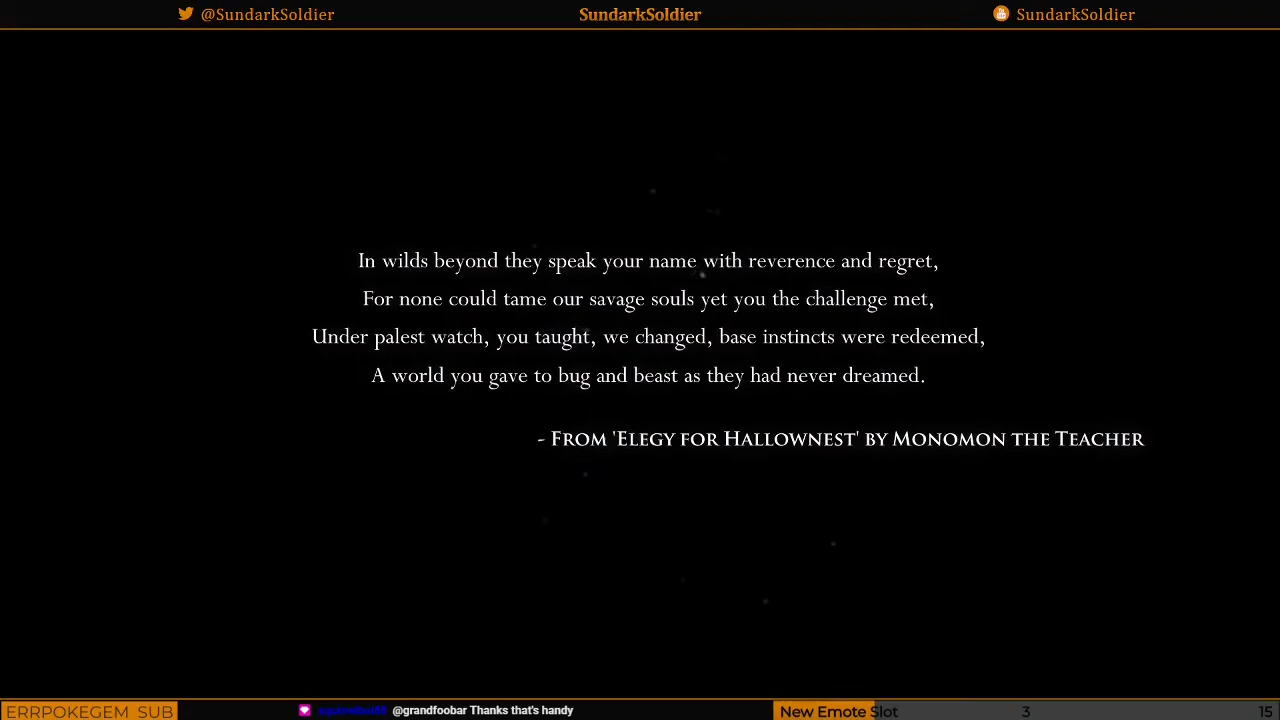 @SundarkSoldier
SundarkSoldier
SundarkSoldier
In wilds beyond they speak your name with reverence and regret,
For none could tame our savage souls yet you the challenge met,
Under palest watch, you taught, we changed, base instincts were redeemed,
A world you gave to bug and beast as they had never dreamed.
- From 'Elegy for Hallownest' by Monomon the Teacher
ERRPOKEGEM_SUB
@grandfoobar Thanks that's handy
New Emote Slot 3 15